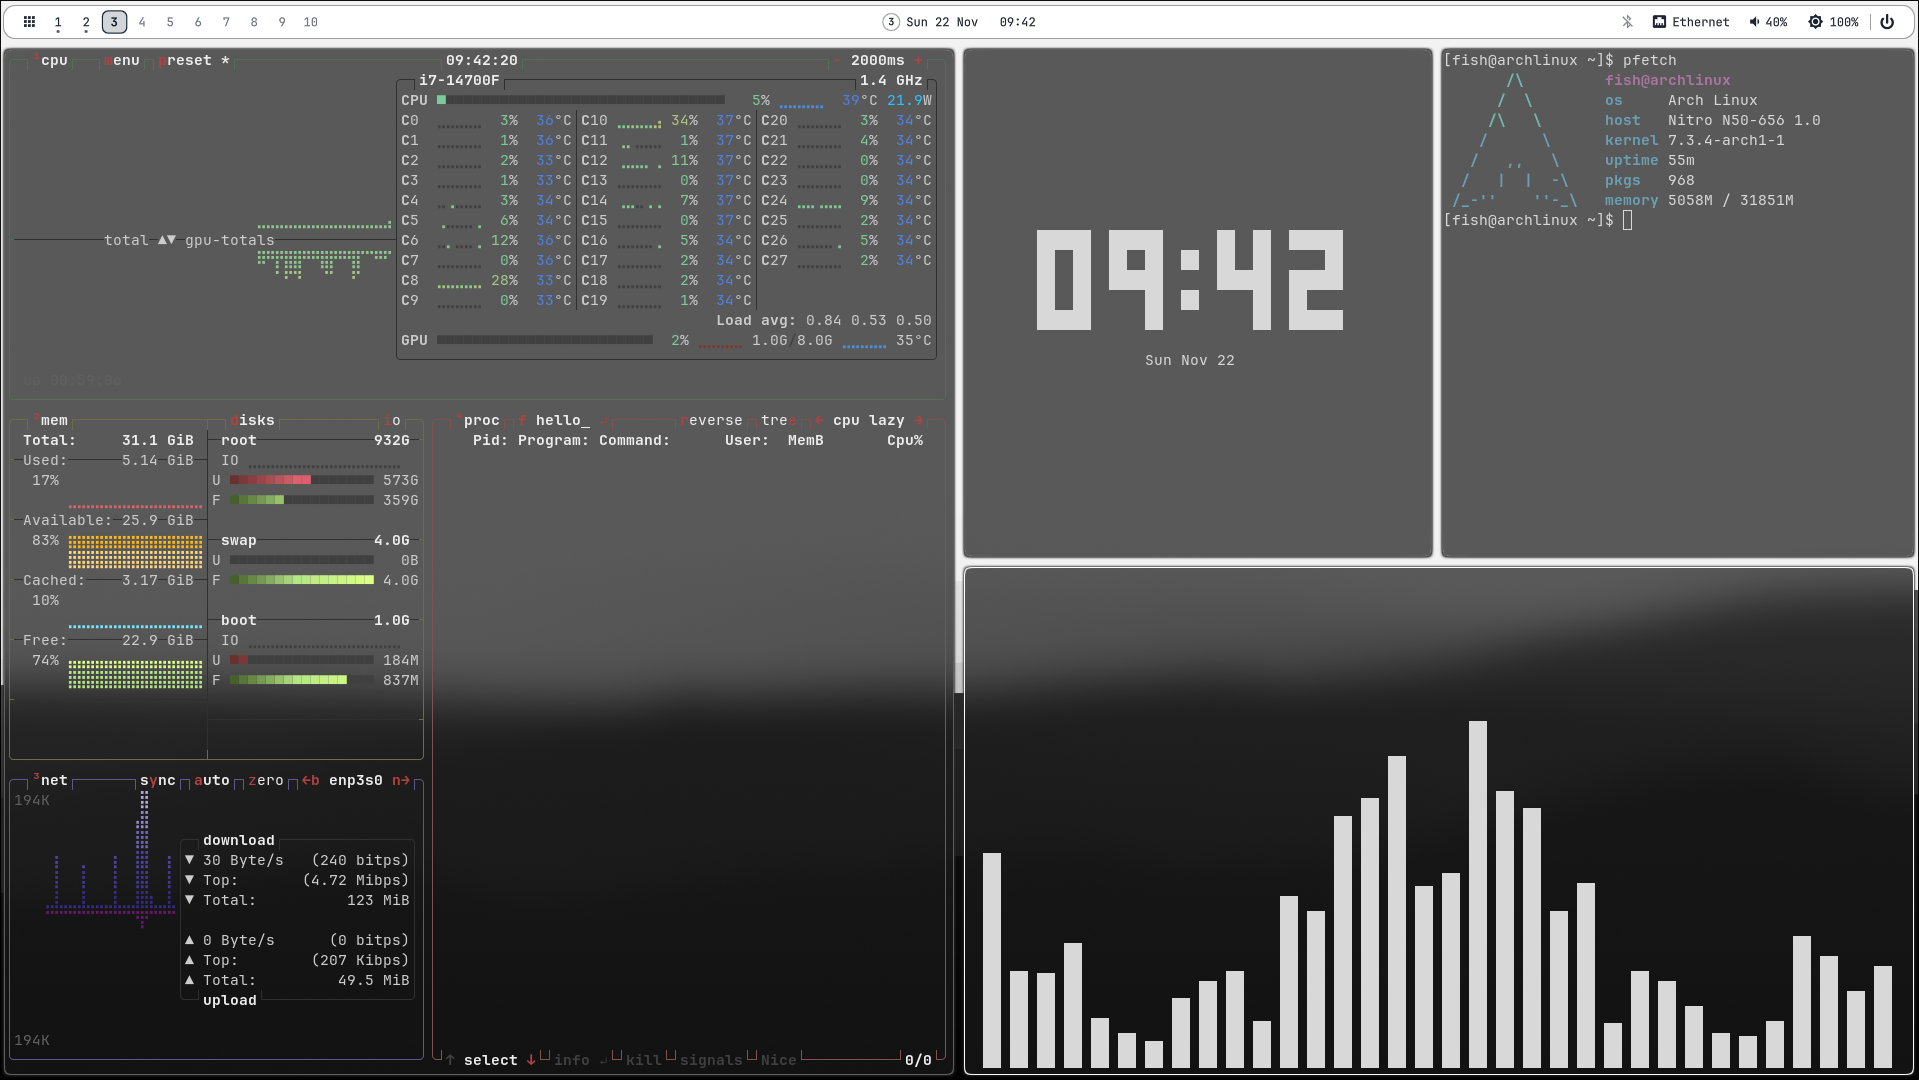 1 2 3 4 5 6 7 8 9 10
3 Sun 22 Nov 09:42
Ethernet 40% 100%
¹cpu menu preset * 09:42:20 - 2000ms +
i7-14700F 1.4 GHz
CPU 5% 39°C 21.9W
C0 3% 36°C C10 34% 37°C C20 3% 34°C
C1 1% 36°C C11 1% 37°C C21 4% 34°C
C2 2% 33°C C12 11% 37°C C22 0% 34°C
C3 1% 33°C C13 0% 37°C C23 0% 34°C
C4 3% 34°C C14 7% 37°C C24 9% 34°C
C5 6% 34°C C15 0% 37°C C25 2% 34°C
C6 12% 36°C C16 5% 34°C C26 5% 34°C
C7 0% 36°C C17 2% 34°C C27 2% 34°C
C8 28% 33°C C18 2% 34°C
C9 0% 33°C C19 1% 34°C
total ▲▼ gpu-totals
Load avg: 0.84 0.53 0.50
GPU 2% 1.0G/8.0G 35°C
²mem
Total: 31.1 GiB
Used: 5.14 GiB
17%
Available: 25.9 GiB
83%
Cached: 3.17 GiB
10%
Free: 22.9 GiB
74%
disks io
root 932G
IO
U 573G
F 359G
swap 4.0G
U 0B
F 4.0G
boot 1.0G
IO
U 184M
F 837M
³net sync auto zero ←b enp3s0 n→
194K
download
▼ 30 Byte/s (240 bitps)
▼ Top: (4.72 Mibps)
▼ Total: 123 MiB
▲ 0 Byte/s (0 bitps)
▲ Top: (207 Kibps)
▲ Total: 49.5 MiB
upload
194K
⁴proc f hello_ ↵ reverse tree ← cpu lazy →
Pid: Program: Command: User: MemB Cpu%
↑ select ↓ info ↵ kill signals Nice 0/0
09:42
Sun Nov 22
[fish@archlinux ~]$ pfetch
fish@archlinux
os Arch Linux
host Nitro N50-656 1.0
kernel 7.3.4-arch1-1
uptime 55m
pkgs 968
memory 5058M / 31851M
[fish@archlinux ~]$